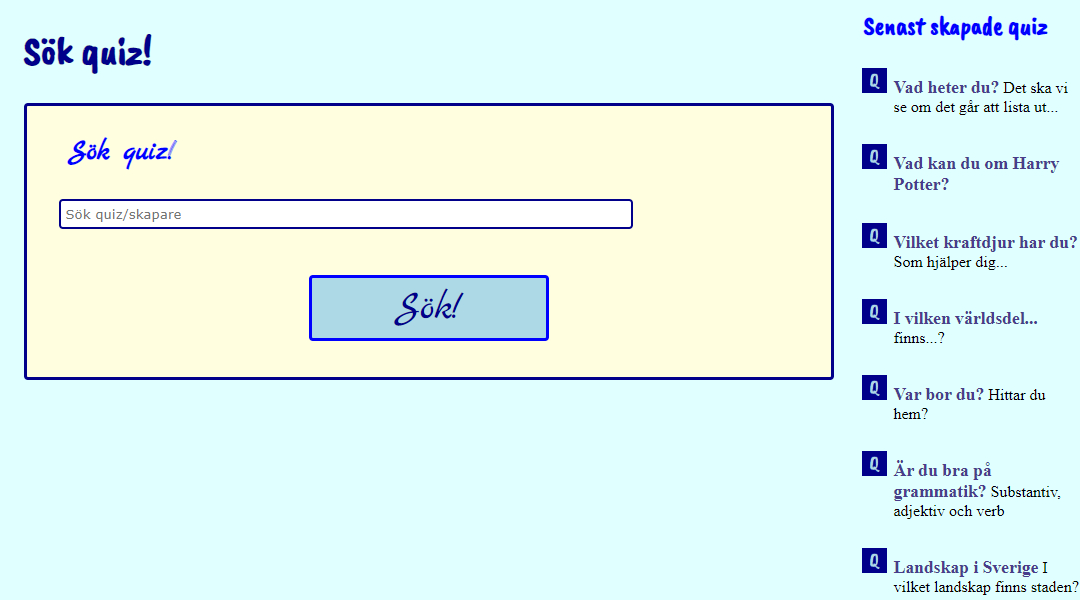 Sök quiz!
Sök quiz!
Sök quiz/skapare
Sök!
Senast skapade quiz
Q Vad heter du? Det ska vi
se om det går att lista ut...
Q Vad kan du om Harry
Potter?
Q Vilket kraftdjur har du?
Som hjälper dig...
Q I vilken världsdel...
finns...?
Q Var bor du? Hittar du
hem?
Q Är du bra på
grammatik? Substantiv,
adjektiv och verb
Q Landskap i Sverige I
vilket landskap finns staden?